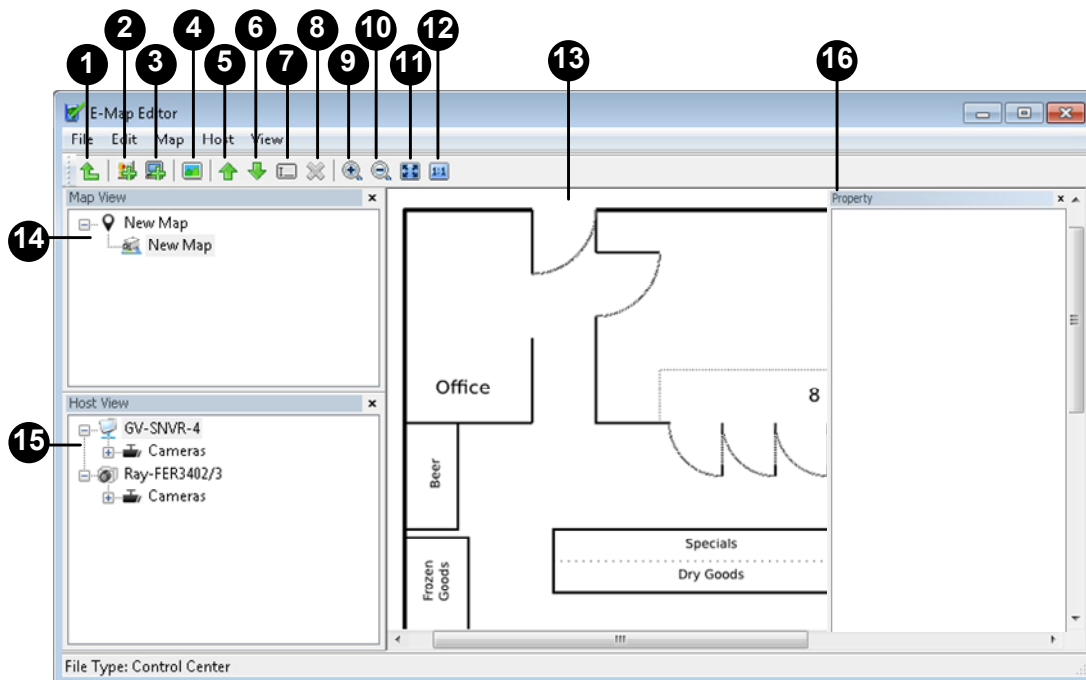 2 4 6 8 10 12
1 3 5 7 9 11 13 16
E-Map Editor
File Edit Map Host View
1:1
Map View
Property
14
New Map
New Map
Office
8
Host View
15
GV-SNVR-4
Cameras
Ray-FER3402/3
Cameras
Beer
Specials
Dry Goods
Frozen
Goods
File Type: Control Center